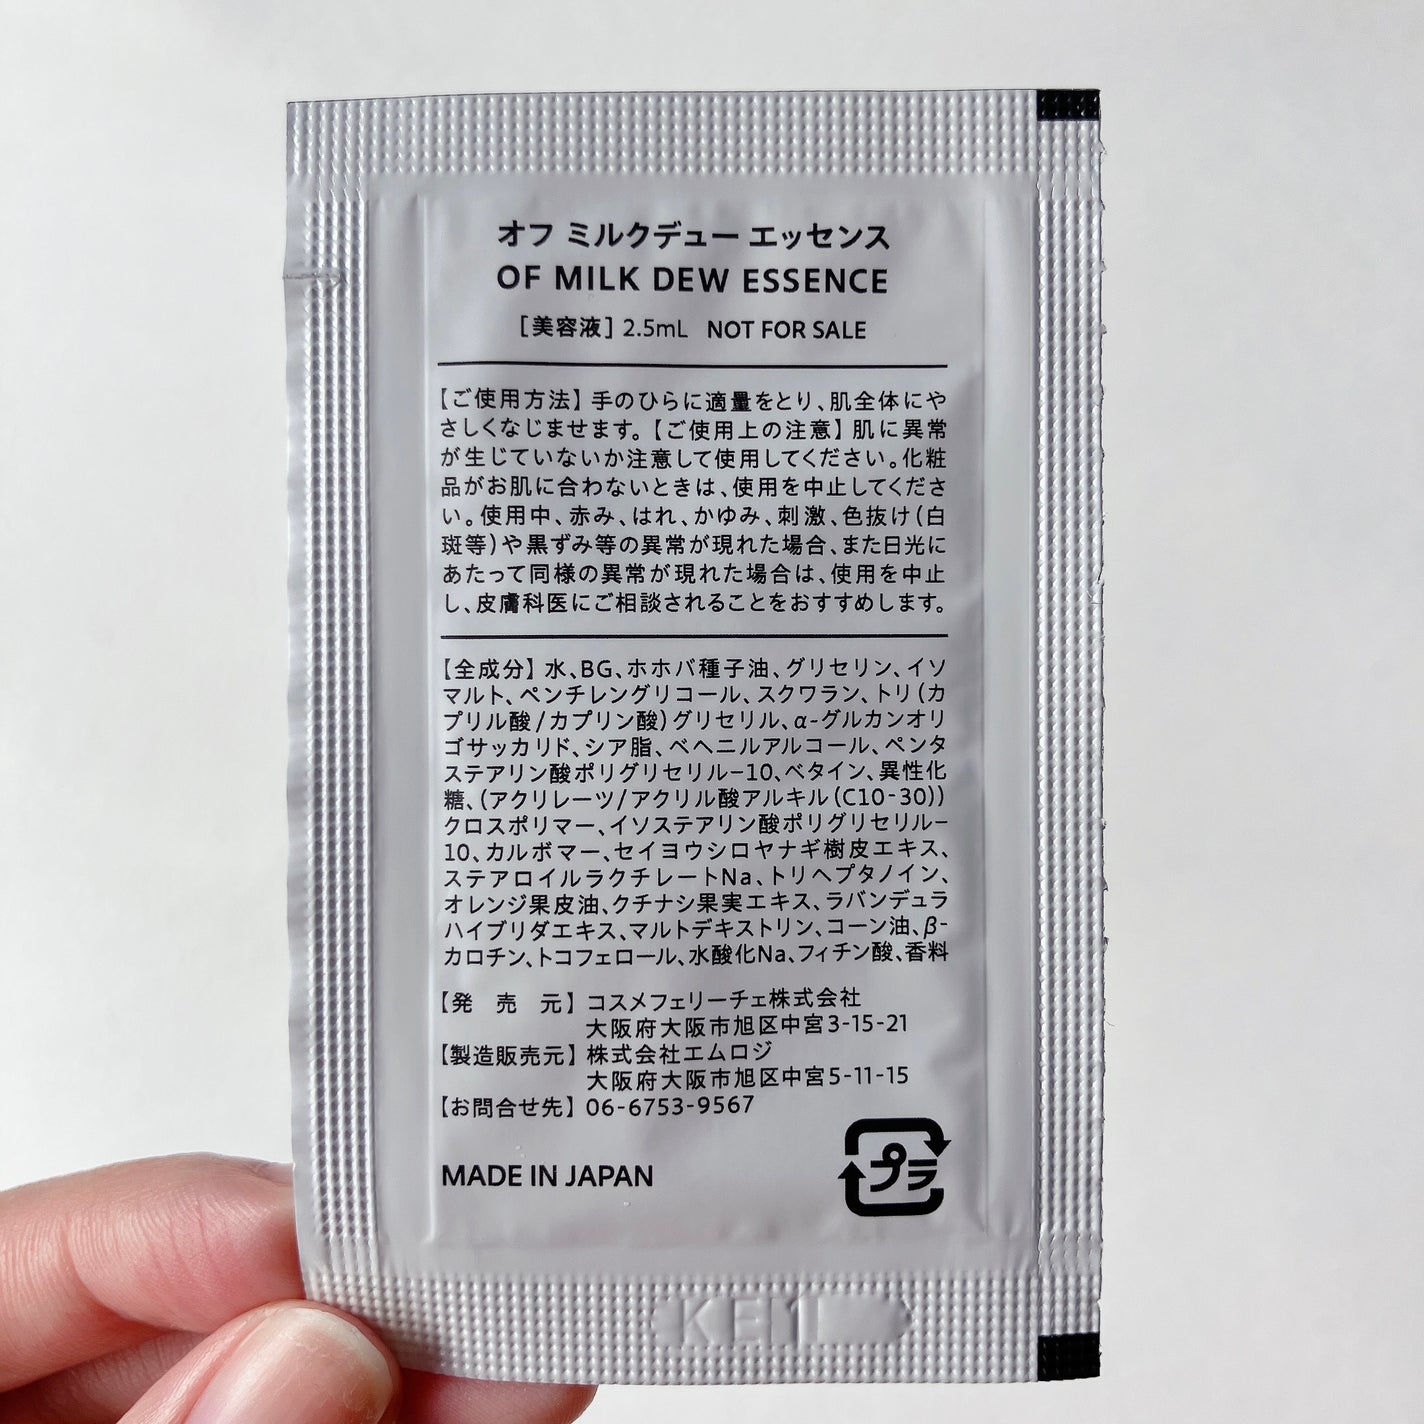 オフ ミルクデュー エッセンス
OF MILK DEW ESSENCE
［美容液］2.5mL NOT FOR SALE
【ご使用方法】手のひらに適量をとり、肌全体にや
さしくなじませます。【ご使用上の注意】肌に異常
が生じていないか注意して使用してください。化粧
品がお肌に合わないときは、使用を中止してくださ
い。使用中、赤み、はれ、かゆみ、刺激、色抜け(白
斑等)や黒ずみ等の異常が現れた場合、また日光に
あたって同様の異常が現れた場合は、使用を中止
し、皮膚科医にご相談されることをおすすめします。
【全成分】水、BG、ホホバ種子油、グリセリン、イソ
マルト、ペンチレングリコール、スクワラン、トリ(カ
プリル酸/カプリン酸)グリセリル、α-グルカンオリ
ゴサッカリド、シア脂、ベヘニルアルコール、ペンタ
ステアリン酸ポリグリセリル−10、ベタイン、異性化
糖、(アクリレーツ/アクリル酸アルキル(C10-30))
クロスポリマー、イソステアリン酸ポリグリセリル−
10、カルボマー、セイヨウシロヤナギ樹皮エキス、
ステアロイルラクチレートNa、トリヘプタノイン、
オレンジ果皮油、クチナシ果実エキス、ラバンデュラ
ハイブリダエキス、マルトデキストリン、コーン油、β-
カロチン、トコフェロール、水酸化Na、フィチン酸、香料
【発　売　元】コスメフェリーチェ株式会社
大阪府大阪市旭区中宮3-15-21
【製造販売元】株式会社エムロジ
大阪府大阪市旭区中宮5-11-15
【お問合せ先】06-6753-9567
MADE IN JAPAN
プラ